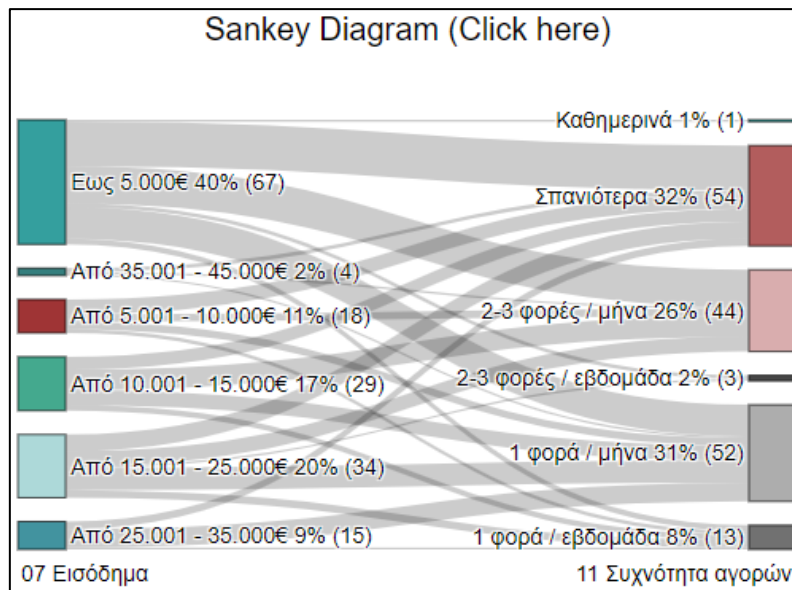 Sankey Diagram (Click here)
Καθημερινά 1% (1)
Εως 5.000€ 40% (67)
Σπανιότερα 32% (54)
Από 35.001 - 45.000€ 2% (4)
Από 5.001 - 10.000€ 11% (18)
2-3 φορές / μήνα 26% (44)
Από 10.001 - 15.000€ 17% (29)
2-3 φορές / εβδομάδα 2% (3)
Από 15.001 - 25.000€ 20% (34)
1 φορά / μήνα 31% (52)
Από 25.001 - 35.000€ 9% (15)
1 φορά / εβδομάδα 8% (13)
07 Εισόδημα
11 Συχνότητα αγορών